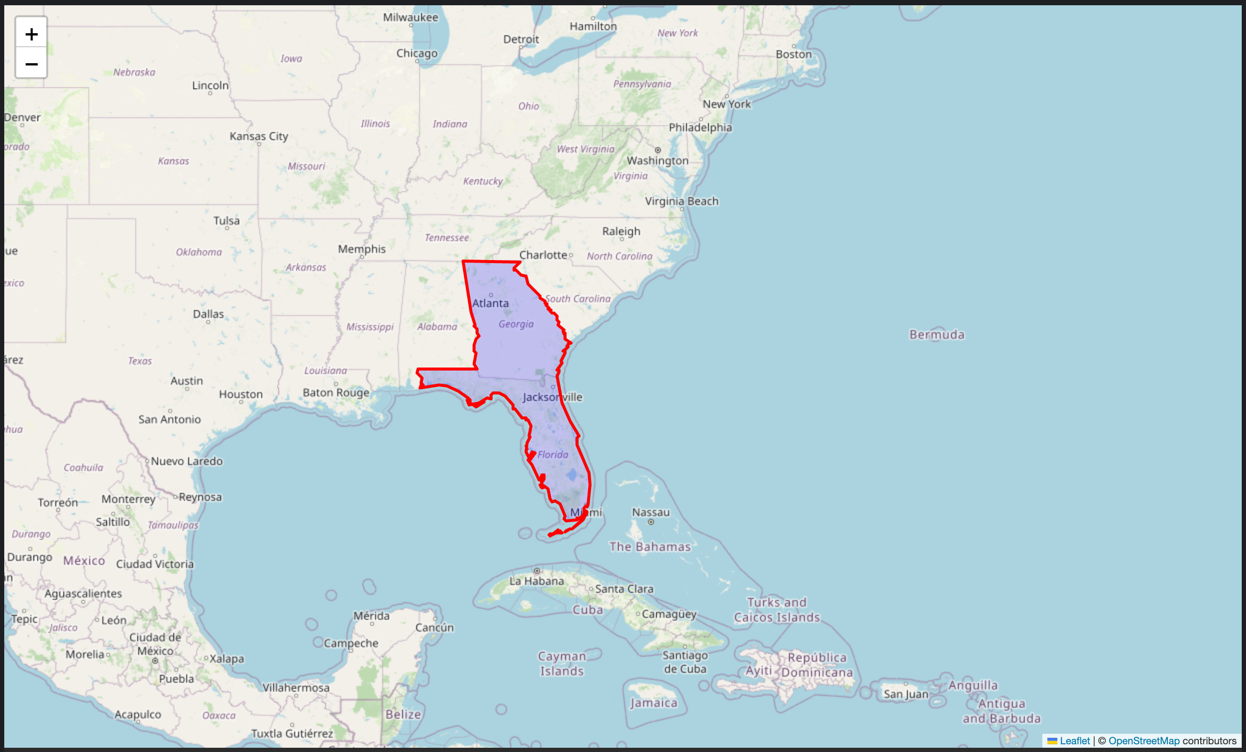 +
−
Milwaukee
Hamilton
New York
Detroit
Boston
Chicago
Iowa
Nebraska
Lincoln
Pennsylvania
New York
Ohio
Denver
orado
Illinois
Indiana
Philadelphia
Kansas City
West Virginia
Washington
Kansas
Missouri
Virginia
Kentucky
Virginia Beach
Tulsa
Raleigh
Tennessee
Memphis
Oklahoma
Charlotte
North Carolina
ue
Arkansas
exico
South Carolina
Atlanta
Dallas
Mississippi
Alabama
Georgia
Bermuda
árez
Texas
Louisiana
Austin
Houston
Baton Rouge
Jacksonville
San Antonio
hua
Florida
Nuevo Laredo
Coahuila
Monterrey
Reynosa
Torreón
Saltillo
Miami
Nassau
Tamaulipas
Durango
The Bahamas
Durango
México
Ciudad Victoria
an
La Habana
Santa Clara
Aguascalientes
Turks and
Caicos Islands
Cuba
Camagüey
Tepic
León
Mérida
Jalisco
Cancún
Ciudad de
México
Campeche
Morelia
Xalapa
Cayman
Islands
Santiago
de Cuba
República
Dominicana
Ayiti
Puebla
Villahermosa
San Juan
Anguilla
Jamaica
Antigua
and Barbuda
Acapulco
Oaxaca
Belize
Tuxtla Gutiérrez
Leaflet | © OpenStreetMap contributors